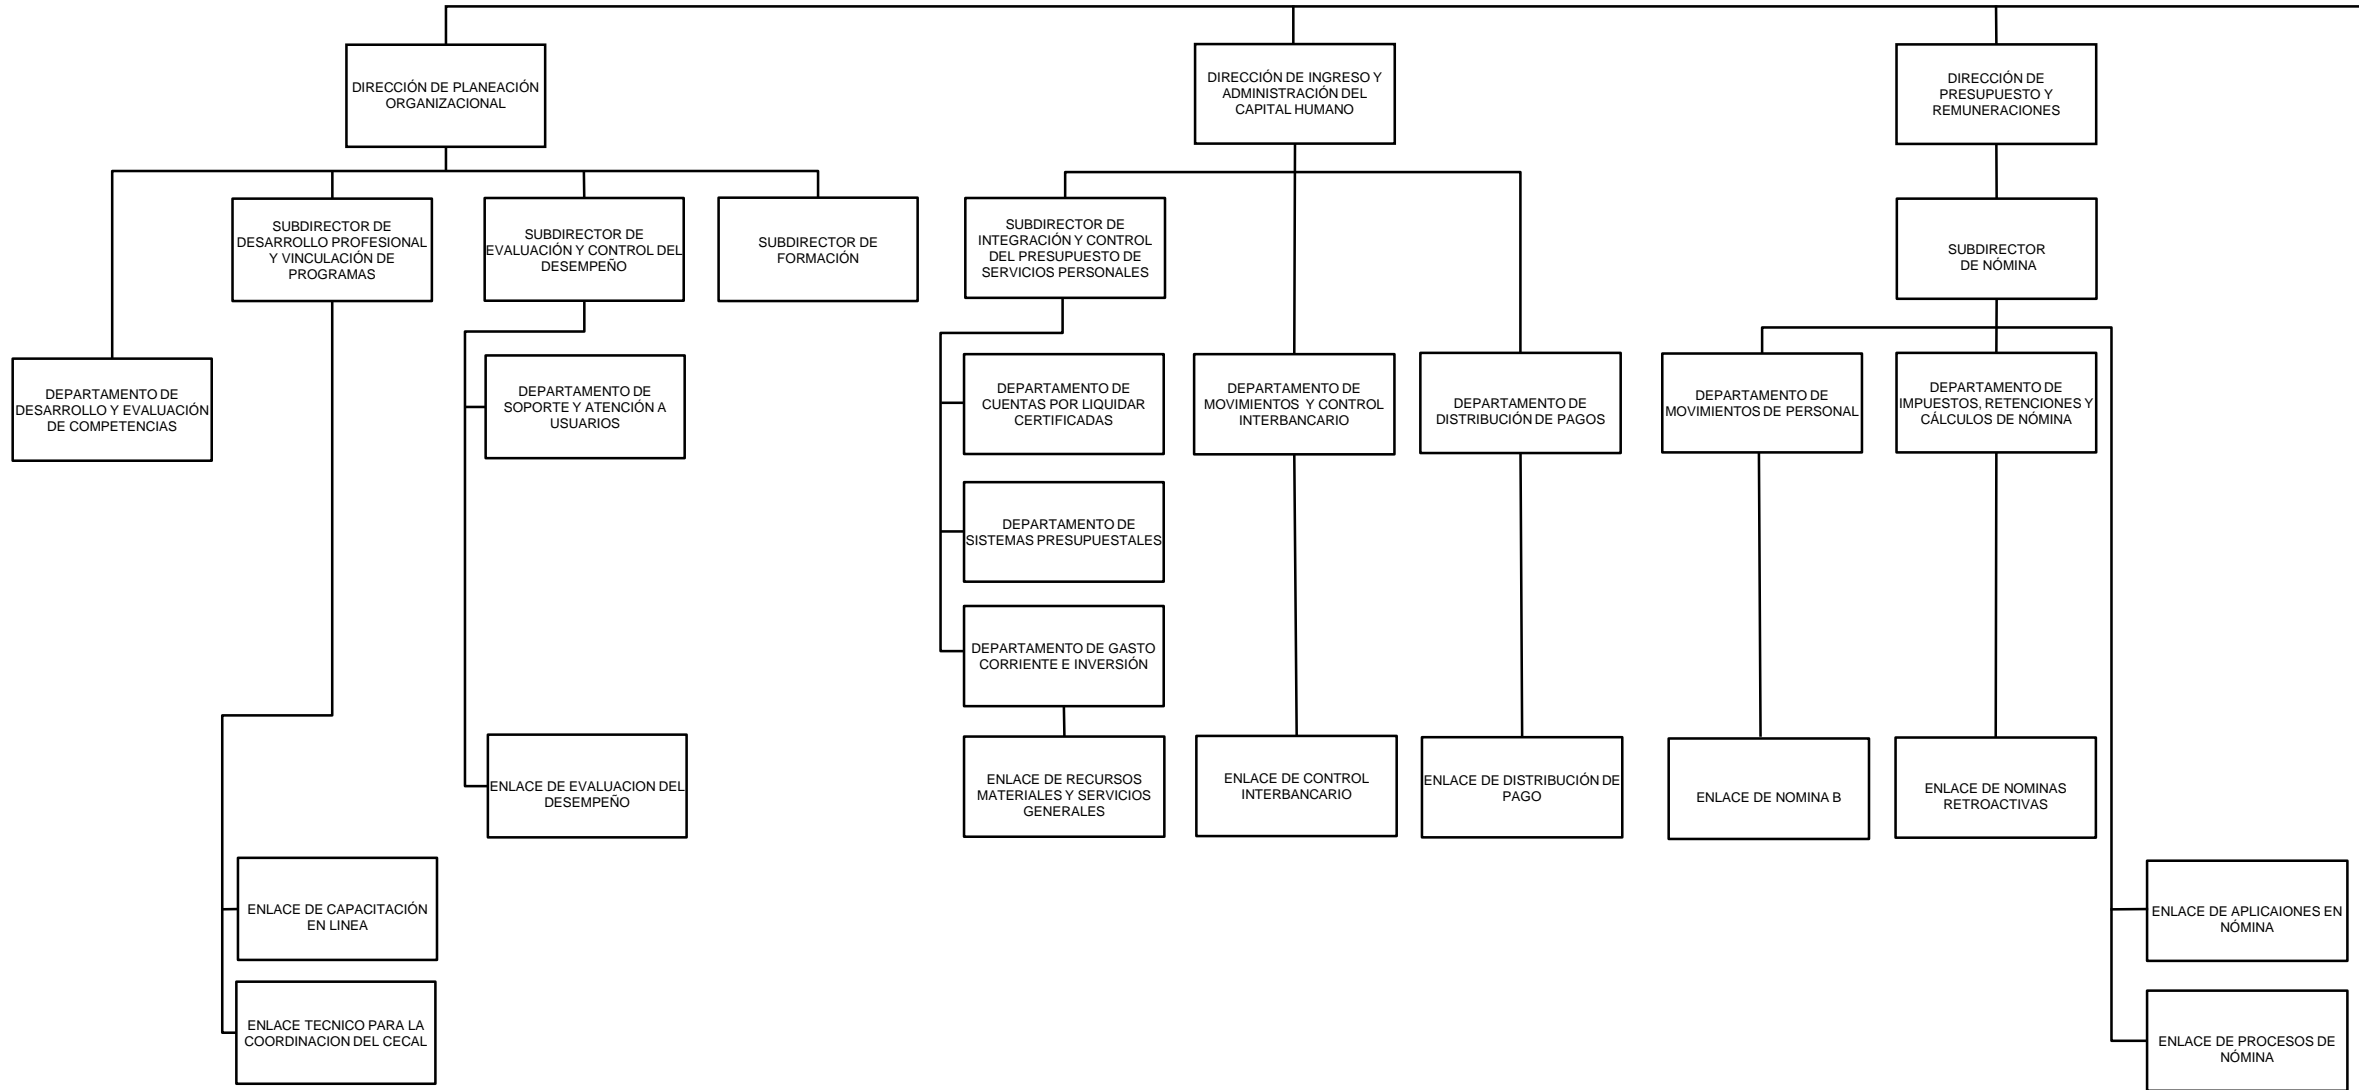 DIRECCIÓN DE PLANEACIÓN
ORGANIZACIONAL
DIRECCIÓN DE INGRESO Y
ADMINISTRACIÓN DEL
CAPITAL HUMANO
DIRECCIÓN DE
PRESUPUESTO Y
REMUNERACIONES
SUBDIRECTOR DE
DESARROLLO PROFESIONAL
Y VINCULACIÓN DE
PROGRAMAS
SUBDIRECTOR DE
EVALUACIÓN Y CONTROL DEL
DESEMPEÑO
SUBDIRECTOR DE
FORMACIÓN
SUBDIRECTOR DE
INTEGRACIÓN Y CONTROL
DEL PRESUPUESTO DE
SERVICIOS PERSONALES
SUBDIRECTOR
DE NÓMINA
DEPARTAMENTO DE
DESARROLLO Y EVALUACIÓN
DE COMPETENCIAS
DEPARTAMENTO DE
SOPORTE Y ATENCIÓN A
USUARIOS
DEPARTAMENTO DE
CUENTAS POR LIQUIDAR
CERTIFICADAS
DEPARTAMENTO DE
MOVIMIENTOS Y CONTROL
INTERBANCARIO
DEPARTAMENTO DE
DISTRIBUCIÓN DE PAGOS
DEPARTAMENTO DE
MOVIMIENTOS DE PERSONAL
DEPARTAMENTO DE
IMPUESTOS, RETENCIONES Y
CÁLCULOS DE NÓMINA
DEPARTAMENTO DE
SISTEMAS PRESUPUESTALES
DEPARTAMENTO DE GASTO
CORRIENTE E INVERSIÓN
ENLACE DE EVALUACION DEL
DESEMPEÑO
ENLACE DE RECURSOS
MATERIALES Y SERVICIOS
GENERALES
ENLACE DE CONTROL
INTERBANCARIO
ENLACE DE DISTRIBUCIÓN DE
PAGO
ENLACE DE NOMINA B
ENLACE DE NOMINAS
RETROACTIVAS
ENLACE DE CAPACITACIÓN
EN LINEA
ENLACE DE APLICAIONES EN
NÓMINA
ENLACE TECNICO PARA LA
COORDINACION DEL CECAL
ENLACE DE PROCESOS DE
NÓMINA